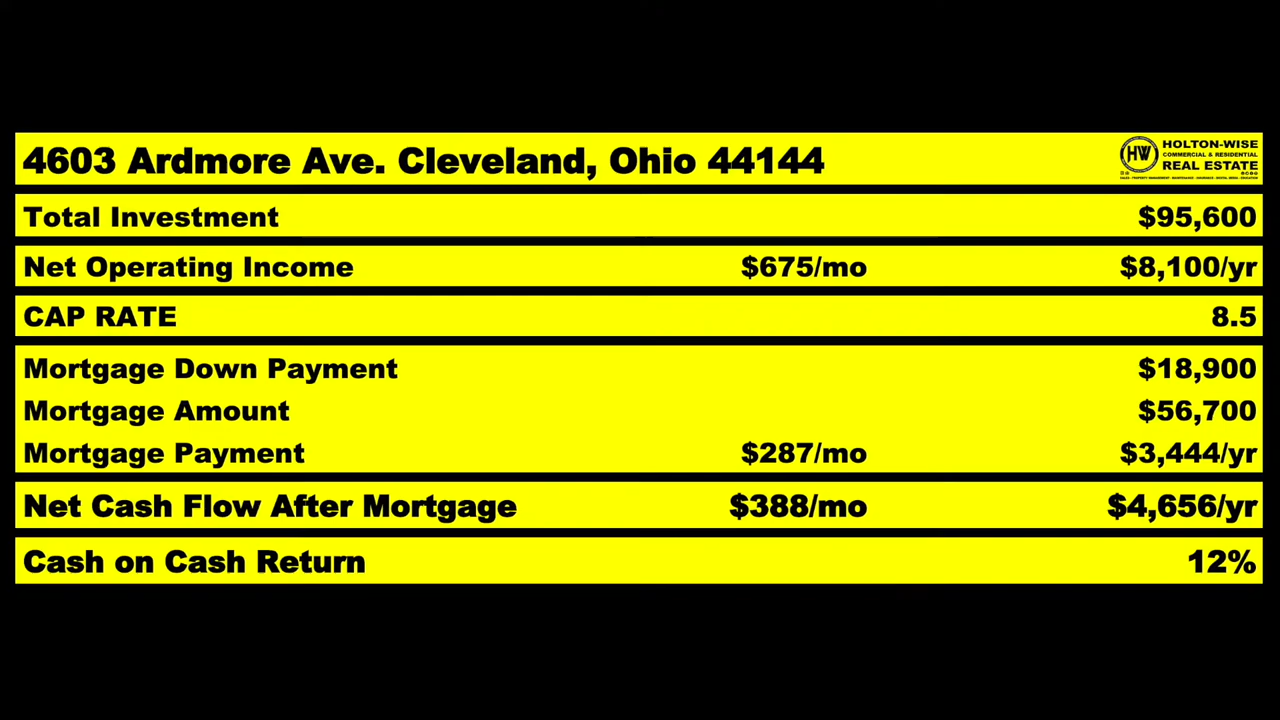 4603 Ardmore Ave. Cleveland, Ohio 44144
HW
HOLTON-WISE
COMMERCIAL & RESIDENTIAL
REAL ESTATE
Total Investment $95,600
Net Operating Income $675/mo $8,100/yr
CAP RATE 8.5
Mortgage Down Payment $18,900
Mortgage Amount $56,700
Mortgage Payment $287/mo $3,444/yr
Net Cash Flow After Mortgage $388/mo $4,656/yr
Cash on Cash Return 12%